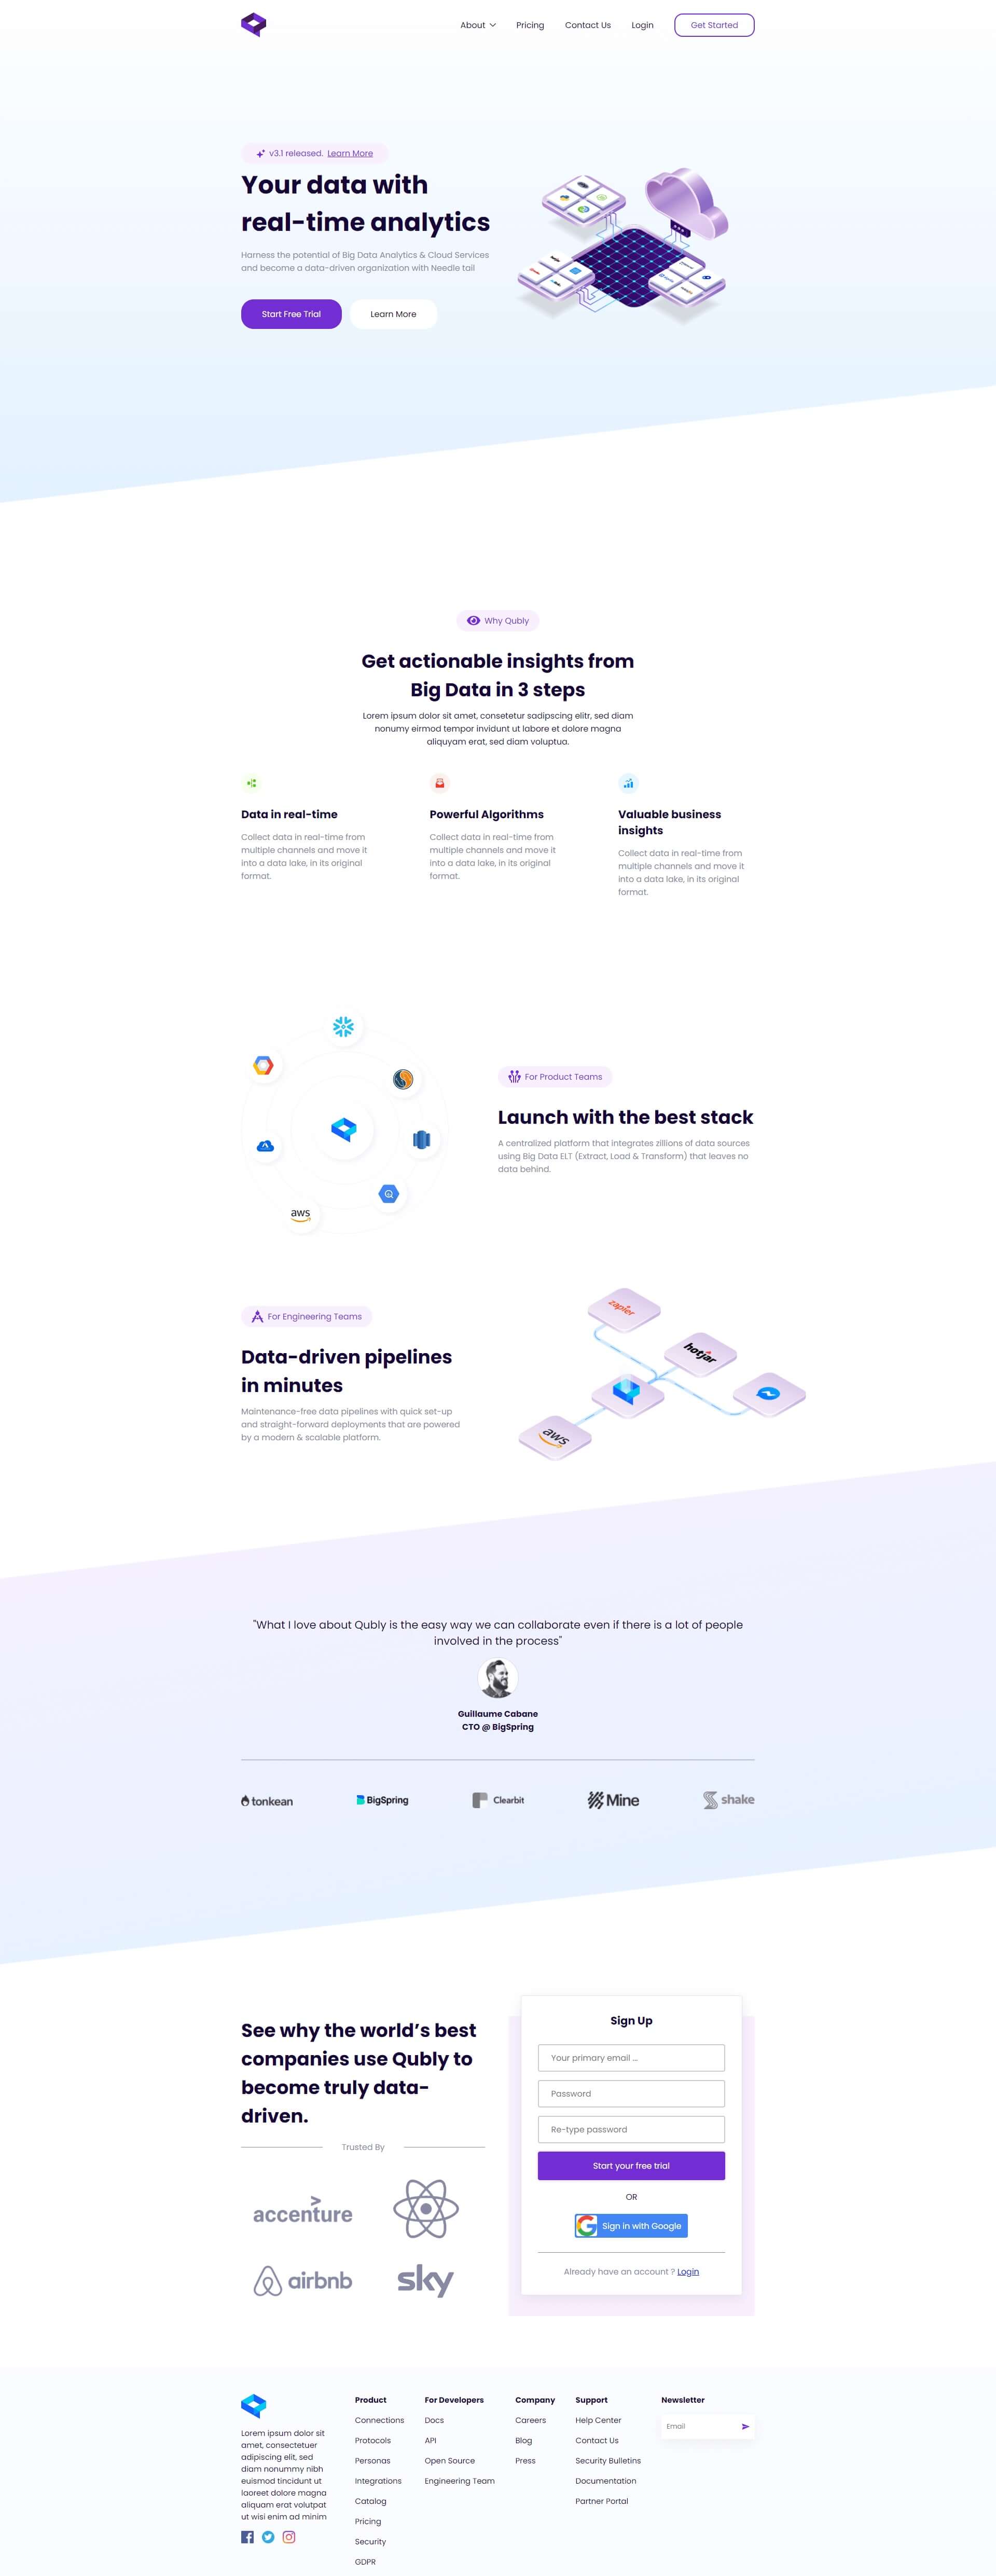 About
Pricing
Contact Us
Login
Get Started
v3.1 released. Learn More
Your data with
real-time analytics
Harness the potential of Big Data Analytics & Cloud Services
and become a data-driven organization with Needle tail
Start Free Trial
Learn More
Why Qubly
Get actionable insights from
Big Data in 3 steps
Lorem ipsum dolor sit amet, consetetur sadipscing elitr, sed diam
nonumy eirmod tempor invidunt ut labore et dolore magna
aliquyam erat, sed diam voluptua.
Data in real-time
Collect data in real-time from
multiple channels and move it
into a data lake, in its original
format.
Powerful Algorithms
Collect data in real-time from
multiple channels and move it
into a data lake, in its original
format.
Valuable business
insights
Collect data in real-time from
multiple channels and move it
into a data lake, in its original
format.
aws
For Product Teams
Launch with the best stack
A centralized platform that integrates zillions of data sources
using Big Data ELT (Extract, Load & Transform) that leaves no
data behind.
For Engineering Teams
Data-driven pipelines
in minutes
Maintenance-free data pipelines with quick set-up
and straight-forward deployments that are powered
by a modern & scalable platform.
zapier
hotjar
aws
"What I love about Qubly is the easy way we can collaborate even if there is a lot of people
involved in the process"
Guillaume Cabane
CTO @ BigSpring
tonkean
BigSpring
Clearbit
Mine
shake
See why the world's best
companies use Qubly to
become truly data-
driven.
Trusted By
accenture
airbnb
sky
Sign Up
Your primary email ...
Password
Re-type password
Start your free trial
OR
Sign in with Google
Already have an account ? Login
Lorem ipsum dolor sit
amet, consectetuer
adipiscing elit, sed
diam nonummy nibh
euismod tincidunt ut
laoreet dolore magna
aliquam erat volutpat
ut wisi enim ad minim
Product
Connections
Protocols
Personas
Integrations
Catalog
Pricing
Security
GDPR
For Developers
Docs
API
Open Source
Engineering Team
Company
Careers
Blog
Press
Support
Help Center
Contact Us
Security Bulletins
Documentation
Partner Portal
Newsletter
Email